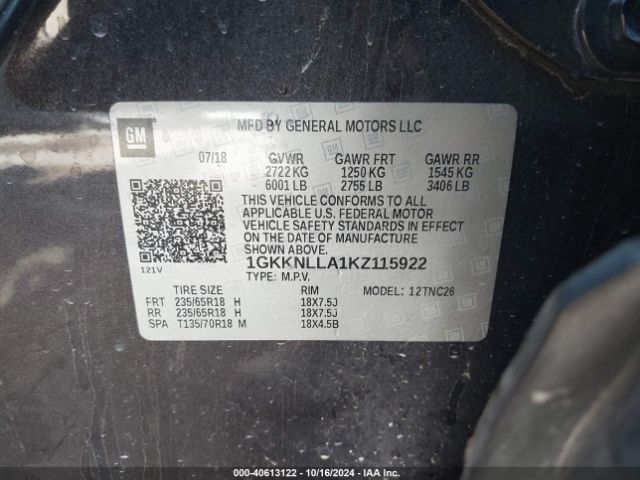 GM
MFD BY GENERAL MOTORS LLC
07/18 GVWR GAWR FRT GAWR RR
2722 KG 1250 KG 1545 KG
6001 LB 2755 LB 3406 LB
THIS VEHICLE CONFORMS TO ALL
APPLICABLE U.S. FEDERAL MOTOR
VEHICLE SAFETY STANDARDS IN EFFECT
ON THE DATE OF MANUFACTURE
SHOWN ABOVE.
121V 1GKKNLLA1KZ115922
TYPE: M.P.V.
TIRE SIZE RIM MODEL: 12TNC26
FRT 235/65R18 H 18X7.5J
RR 235/65R18 H 18X7.5J
SPA T135/70R18 M 18X4.5B
000-40613122 - 10/16/2024 - IAA Inc.